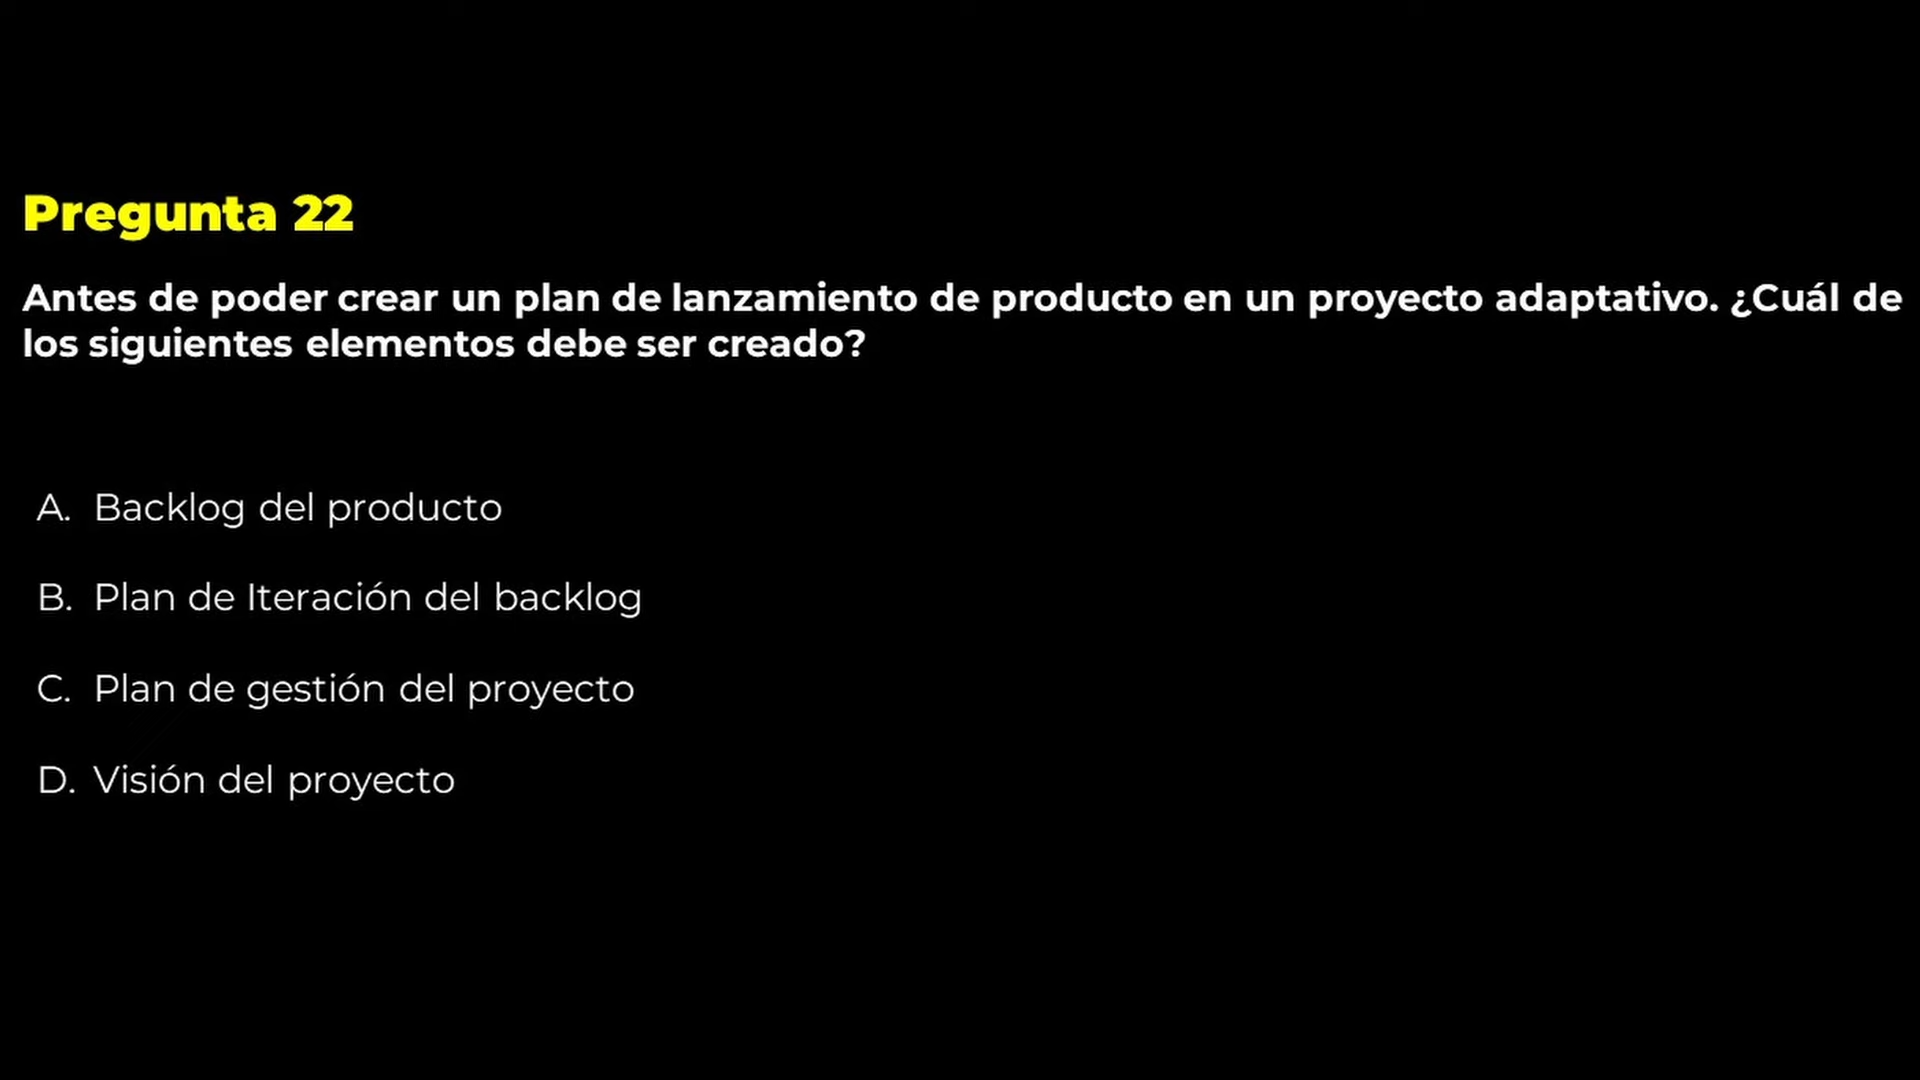 Pregunta 22
Antes de poder crear un plan de lanzamiento de producto en un proyecto adaptativo. ¿Cuál de
los siguientes elementos debe ser creado?
A. Backlog del producto
B. Plan de Iteración del backlog
C. Plan de gestión del proyecto
D. Visión del proyecto